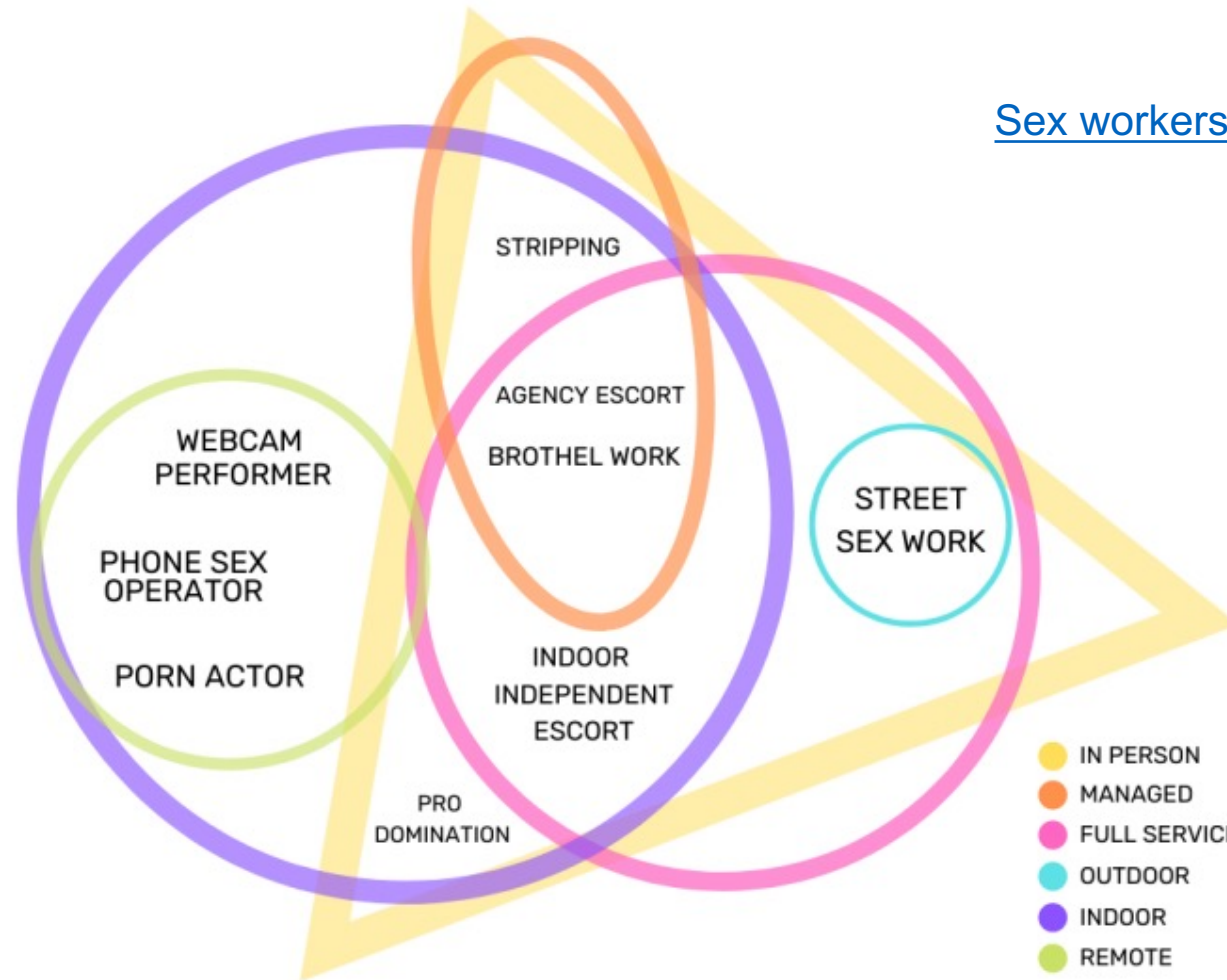 Sex workers
STRIPPING
AGENCY ESCORT
BROTHEL WORK
WEBCAM
PERFORMER
PHONE SEX
OPERATOR
PORN ACTOR
STREET
SEX WORK
INDOOR
INDEPENDENT
ESCORT
PRO
DOMINATION
IN PERSON
MANAGED
FULL SERVIC
OUTDOOR
INDOOR
REMOTE